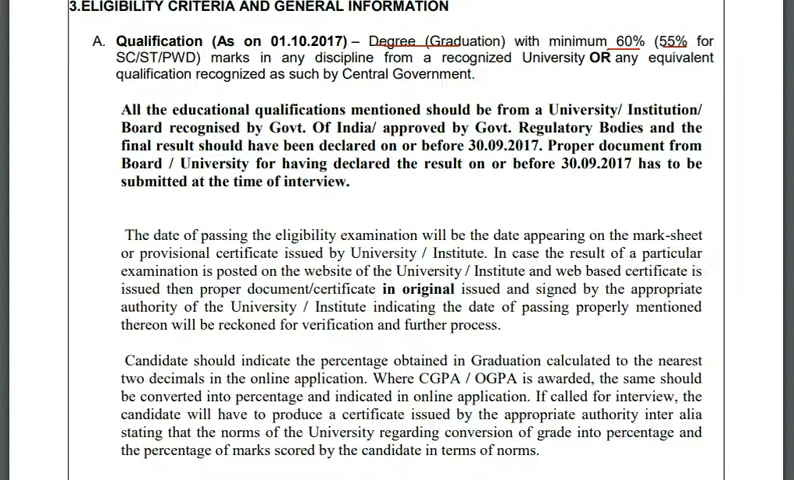 3.ELIGIBILITY CRITERIA AND GENERAL INFORMATION
A. Qualification (As on 01.10.2017) – Degree (Graduation) with minimum 60% (55% for
SC/ST/PWD) marks in any discipline from a recognized University OR any equivalent
qualification recognized as such by Central Government.
All the educational qualifications mentioned should be from a University/ Institution/
Board recognised by Govt. Of India/ approved by Govt. Regulatory Bodies and the
final result should have been declared on or before 30.09.2017. Proper document from
Board / University for having declared the result on or before 30.09.2017 has to be
submitted at the time of interview.
The date of passing the eligibility examination will be the date appearing on the mark-sheet
or provisional certificate issued by University / Institute. In case the result of a particular
examination is posted on the website of the University / Institute and web based certificate is
issued then proper document/certificate in original issued and signed by the appropriate
authority of the University / Institute indicating the date of passing properly mentioned
thereon will be reckoned for verification and further process.
Candidate should indicate the percentage obtained in Graduation calculated to the nearest
two decimals in the online application. Where CGPA / OGPA is awarded, the same should
be converted into percentage and indicated in online application. If called for interview, the
candidate will have to produce a certificate issued by the appropriate authority inter alia
stating that the norms of the University regarding conversion of grade into percentage and
the percentage of marks scored by the candidate in terms of norms.